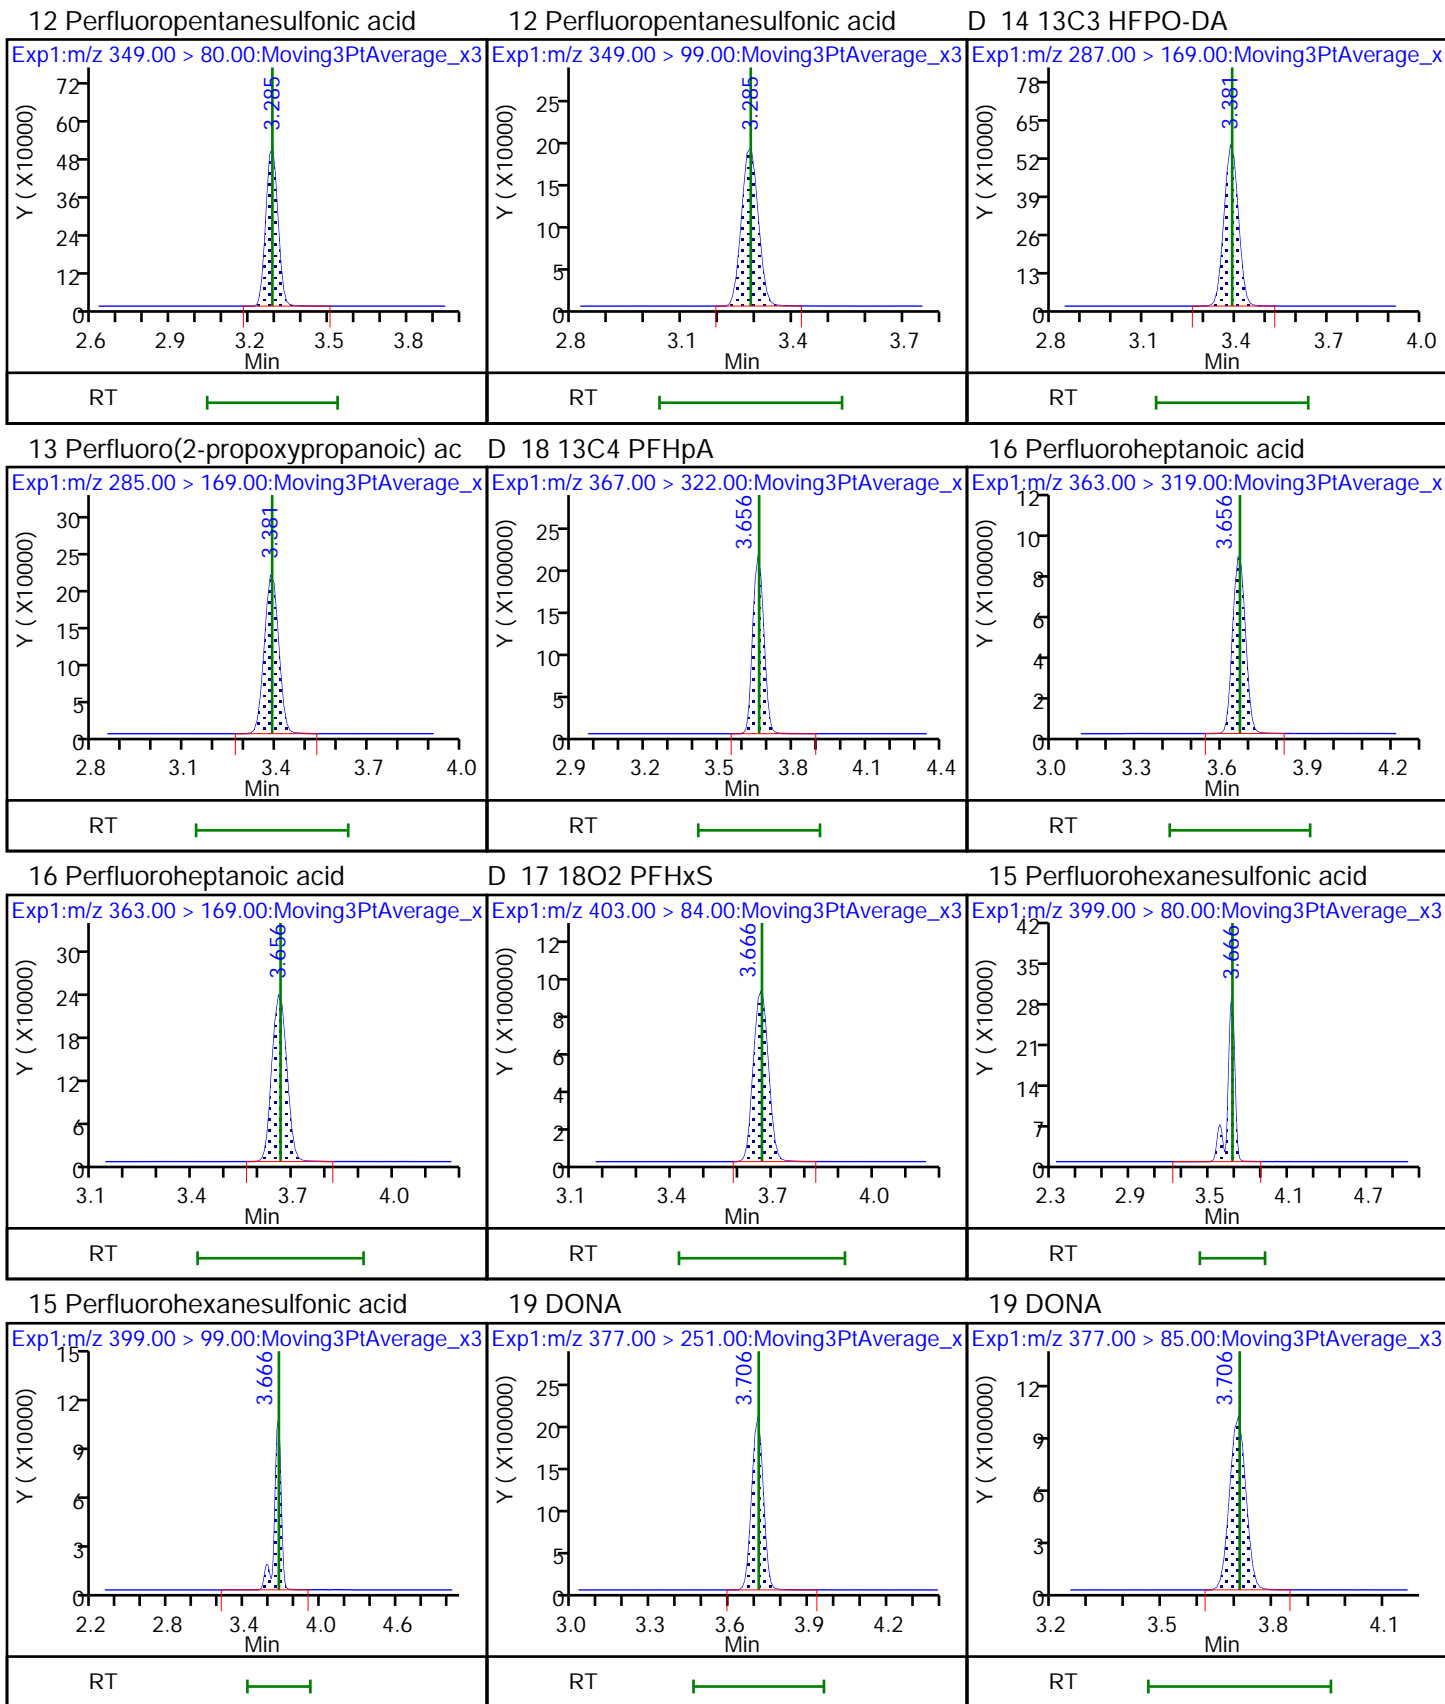 12 Perfluoropentanesulfonic acid
Exp1:m/z 349.00 > 80.00:Moving3PtAverage_x3
3.285
72
60
48
36
24
12
0
Y ( X10000)
2.6 2.9 3.2 3.5 3.8
Min
RT
12 Perfluoropentanesulfonic acid
Exp1:m/z 349.00 > 99.00:Moving3PtAverage_x3
3.285
25
20
15
10
5
0
Y ( X10000)
2.8 3.1 3.4 3.7
Min
RT
D 14 13C3 HFPO-DA
Exp1:m/z 287.00 > 169.00:Moving3PtAverage_x
3.381
78
65
52
39
26
13
0
Y ( X10000)
2.8 3.1 3.4 3.7 4.0
Min
RT
13 Perfluoro(2-propoxypropanoic) ac
Exp1:m/z 285.00 > 169.00:Moving3PtAverage_x
3.381
30
25
20
15
10
5
0
Y ( X10000)
2.8 3.1 3.4 3.7 4.0
Min
RT
D 18 13C4 PFHpA
Exp1:m/z 367.00 > 322.00:Moving3PtAverage_x
3.656
25
20
15
10
5
0
Y ( X100000)
2.9 3.2 3.5 3.8 4.1 4.4
Min
RT
16 Perfluoroheptanoic acid
Exp1:m/z 363.00 > 319.00:Moving3PtAverage_x
3.656
12
10
8
6
4
2
0
Y ( X100000)
3.0 3.3 3.6 3.9 4.2
Min
RT
16 Perfluoroheptanoic acid
Exp1:m/z 363.00 > 169.00:Moving3PtAverage_x
3.656
30
24
18
12
6
0
Y ( X10000)
3.1 3.4 3.7 4.0
Min
RT
D 17 18O2 PFHxS
Exp1:m/z 403.00 > 84.00:Moving3PtAverage_x3
3.666
12
10
8
6
4
2
0
Y ( X100000)
3.1 3.4 3.7 4.0
Min
RT
15 Perfluorohexanesulfonic acid
Exp1:m/z 399.00 > 80.00:Moving3PtAverage_x3
3.666
42
35
28
21
14
7
0
Y ( X10000)
2.3 2.9 3.5 4.1 4.7
Min
RT
15 Perfluorohexanesulfonic acid
Exp1:m/z 399.00 > 99.00:Moving3PtAverage_x3
3.666
15
12
9
6
3
0
Y ( X10000)
2.2 2.8 3.4 4.0 4.6
Min
RT
19 DONA
Exp1:m/z 377.00 > 251.00:Moving3PtAverage_x
3.706
25
20
15
10
5
0
Y ( X100000)
3.0 3.3 3.6 3.9 4.2
Min
RT
19 DONA
Exp1:m/z 377.00 > 85.00:Moving3PtAverage_x3
3.706
12
9
6
3
0
Y ( X100000)
3.2 3.5 3.8 4.1
Min
RT